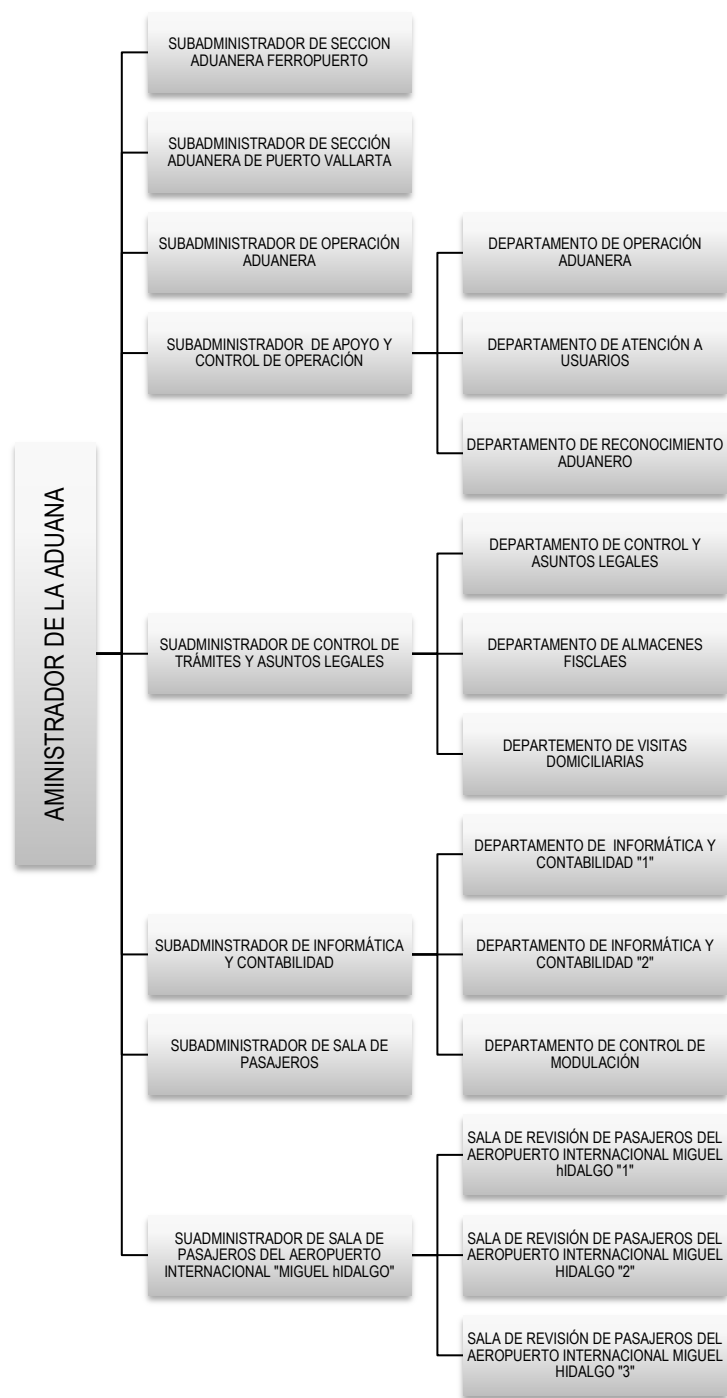 SUBADMINISTRADOR DE SECCION
ADUANERA FERROPUERTO
SUBADMINISTRADOR DE SECCIÓN
ADUANERA DE PUERTO VALLARTA
SUBADMINISTRADOR DE OPERACIÓN
ADUANERA
DEPARTAMENTO DE OPERACIÓN
ADUANERA
SUBADMINISTRADOR DE APOYO Y
CONTROL DE OPERACIÓN
DEPARTAMENTO DE ATENCIÓN A
USUARIOS
DEPARTAMENTO DE RECONOCIMIENTO
ADUANERO
AMINISTRADOR DE LA ADUANA
DEPARTAMENTO DE CONTROL Y
ASUNTOS LEGALES
SUADMINISTRADOR DE CONTROL DE
TRÁMITES Y ASUNTOS LEGALES
DEPARTAMENTO DE ALMACENES
FISCLAES
DEPARTEMENTO DE VISITAS
DOMICILIARIAS
DEPARTAMENTO DE INFORMÁTICA Y
CONTABILIDAD "1"
SUBADMINSTRADOR DE INFORMÁTICA
Y CONTABILIDAD
DEPARTAMENTO DE INFORMÁTICA Y
CONTABILIDAD "2"
SUBADMINISTRADOR DE SALA DE
PASAJEROS
DEPARTAMENTO DE CONTROL DE
MODULACIÓN
SALA DE REVISIÓN DE PASAJEROS DEL
AEROPUERTO INTERNACIONAL MIGUEL
hIDALGO "1"
SUADMINISTRADOR DE SALA DE
PASAJEROS DEL AEROPUERTO
INTERNACIONAL "MIGUEL hIDALGO"
SALA DE REVISIÓN DE PASAJEROS DEL
AEROPUERTO INTERNACIONAL MIGUEL
HIDALGO "2"
SALA DE REVISIÓN DE PASAJEROS DEL
AEROPUERTO INTERNACIONAL MIGUEL
HIDALGO "3"